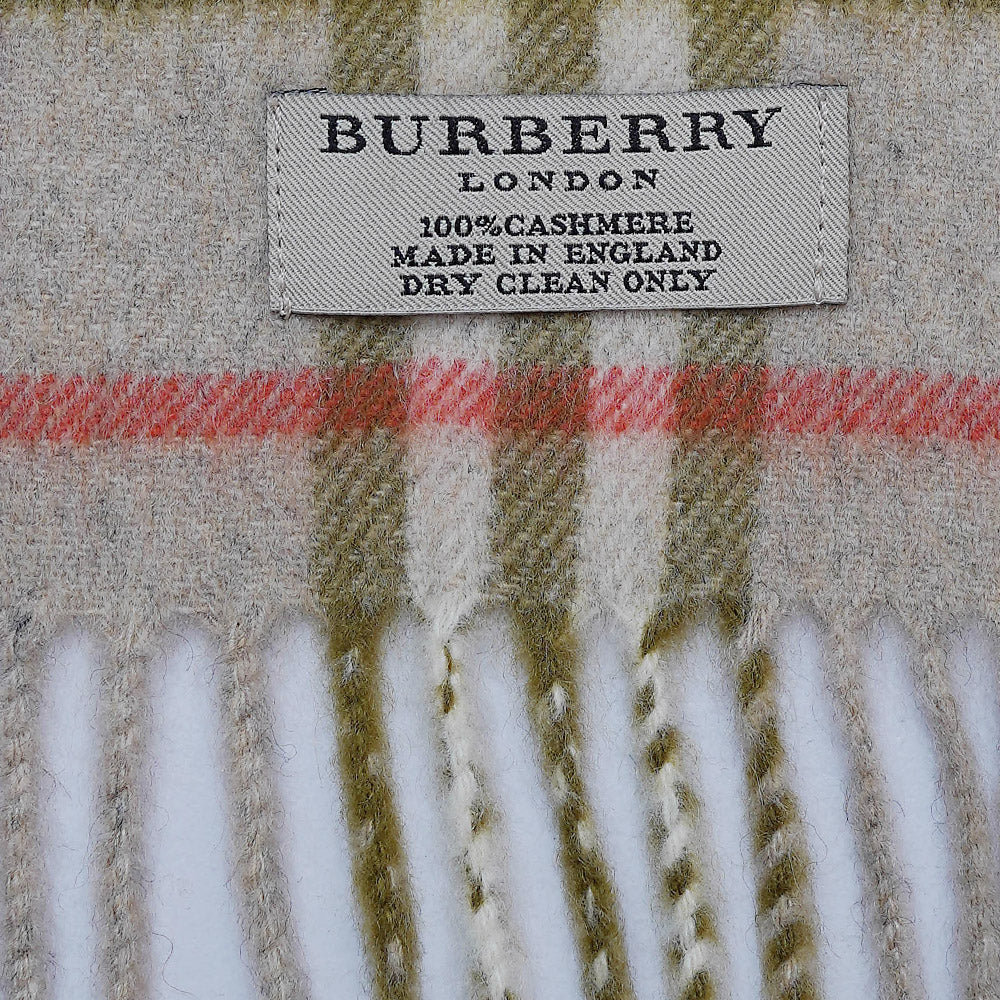 BURBERRY
LONDON
100%CASHMERE
MADE IN ENGLAND
DRY CLEAN ONLY